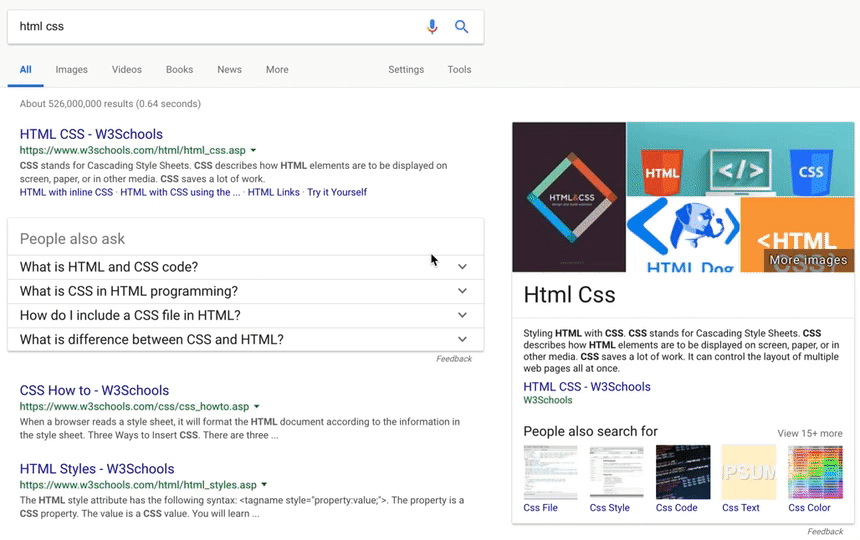 html css
All Images Videos Books News More Settings Tools
About 526,000,000 results (0.64 seconds)
HTML CSS - W3Schools
https://www.w3schools.com/html/html_css.asp
CSS stands for Cascading Style Sheets. CSS describes how HTML elements are to be displayed on
screen, paper, or in other media. CSS saves a lot of work.
HTML with inline CSS · HTML with CSS using the ... · HTML Links · Try it Yourself
People also ask
What is HTML and CSS code?
What is CSS in HTML programming?
How do I include a CSS file in HTML?
What is difference between CSS and HTML?
Feedback
CSS How to - W3Schools
https://www.w3schools.com/css/css_howto.asp
When a browser reads a style sheet, it will format the HTML document according to the information in
the style sheet. Three Ways to Insert CSS. There are three ...
HTML Styles - W3Schools
https://www.w3schools.com/html/html_styles.asp
The HTML style attribute has the following syntax: <tagname style="property:value;">. The property is a
CSS property. The value is a CSS value. You will learn ...
HTML&CSS
design and build websites
HTML
</>
CSS
HTML Dog
<HTML
CSS>
More images
Html Css
Styling HTML with CSS. CSS stands for Cascading Style Sheets. CSS
describes how HTML elements are to be displayed on screen, paper, or in
other media. CSS saves a lot of work. It can control the layout of multiple
web pages all at once.
HTML CSS - W3Schools
W3Schools
People also search for View 15+ more
IPSUM
Css File Css Style Css Code Css Text Css Color
Feedback